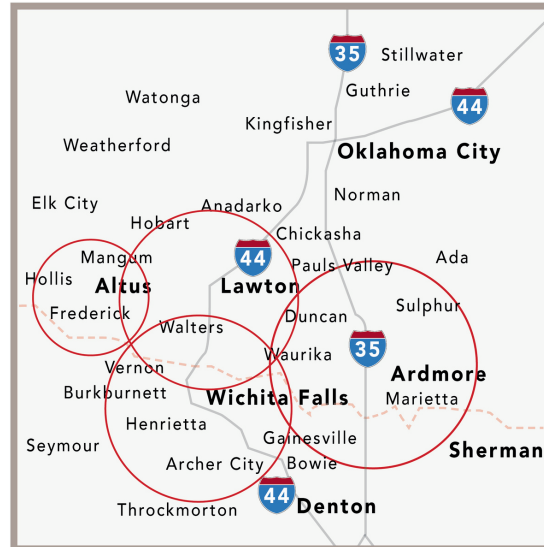 35
Stillwater
Guthrie
44
Watonga
Kingfisher
Weatherford
Oklahoma City
Norman
Elk City
Anadarko
Hobart
Chickasha
44
Mangum
Pauls Valley
Ada
Hollis
Altus
Lawton
Frederick
Duncan
Sulphur
Walters
35
Waurika
Vernon
Ardmore
Burkburnett
Wichita Falls
Marietta
Henrietta
Gainesville
Seymour
Sherman
Archer City
Bowie
44
Throckmorton
Denton